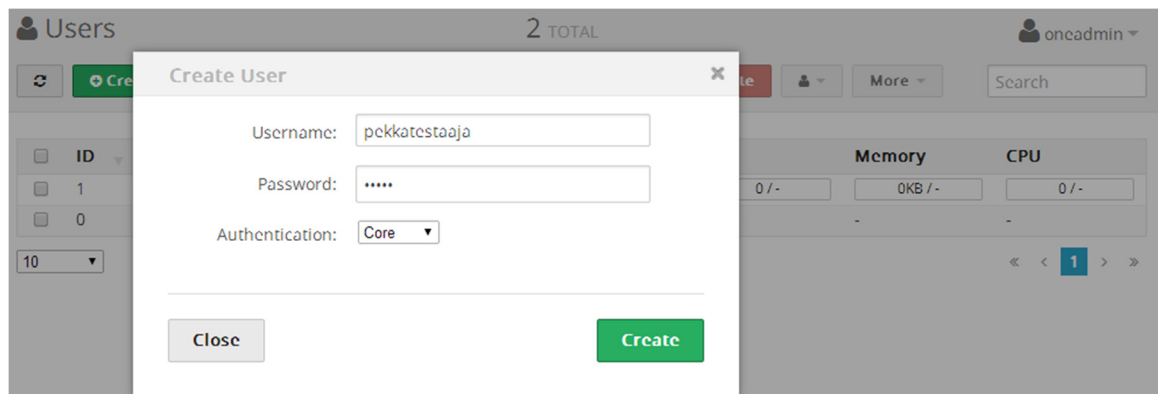 Users 2 TOTAL oneadmin
Cre te More Search
Create User ×
Username: pekkatestaaja
Password: •••••
Authentication: Core
ID Memory CPU
1 0 / - 0KB / - 0 / -
0 - -
10 « < 1 > »
Close Create